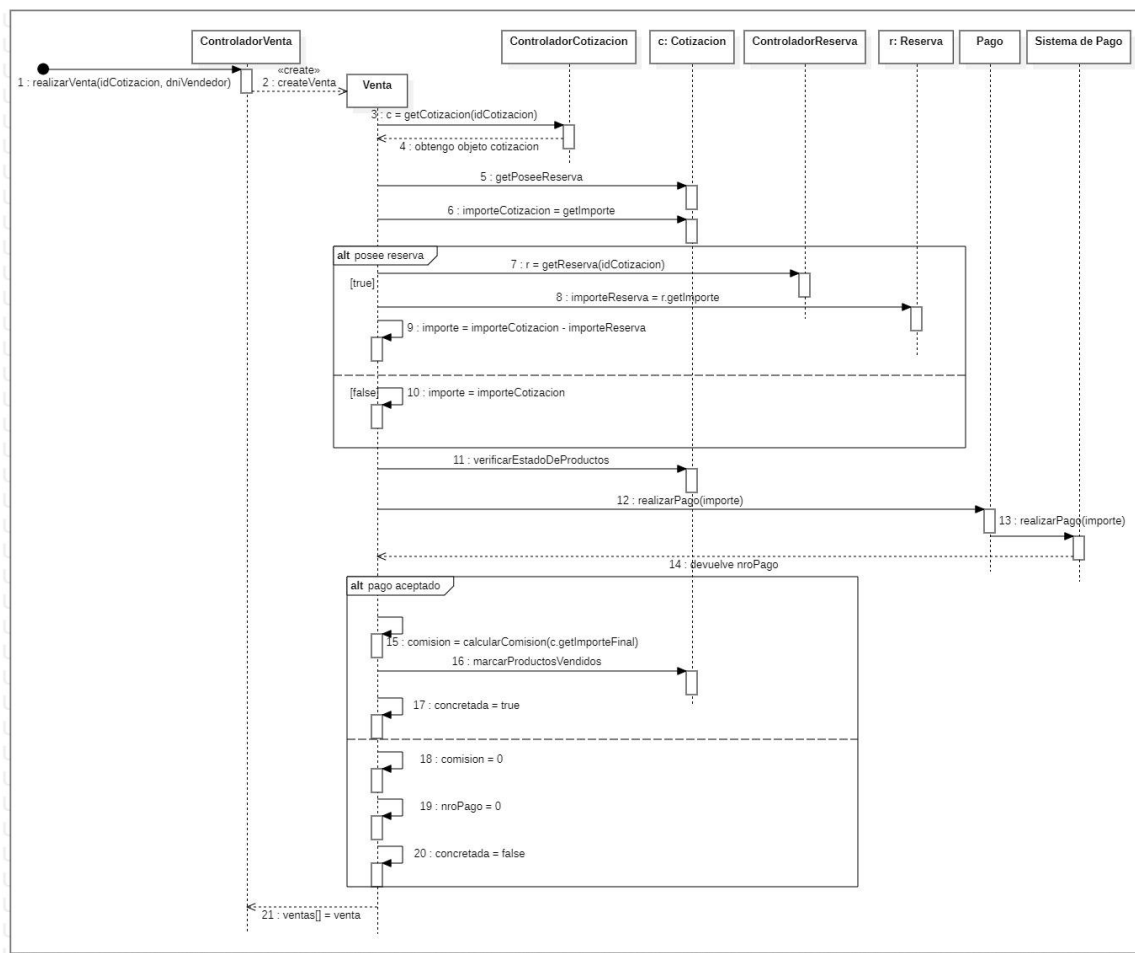 ControladorVenta
ControladorCotizacion
c: Cotizacion
ControladorReserva
r: Reserva
Pago
Sistema de Pago
1 : realizarVenta(idCotizacion, dniVendedor)
«create»
2 : createVenta
Venta
3 : c = getCotizacion(idCotizacion)
4 : obtengo objeto cotizacion
5 : getPoseeReserva
6 : importeCotizacion = getImporte
alt posee reserva
7 : r = getReserva(idCotizacion)
[true]
8 : importeReserva = r.getImporte
9 : importe = importeCotizacion - importeReserva
[false]
10 : importe = importeCotizacion
11 : verificarEstadoDeProductos
12 : realizarPago(importe)
13 : realizarPago(importe)
14 : devuelve nroPago
alt pago aceptado
15 : comision = calcularComision(c.getImporteFinal)
16 : marcarProductosVendidos
17 : concretada = true
18 : comision = 0
19 : nroPago = 0
20 : concretada = false
21 : ventas[] = venta